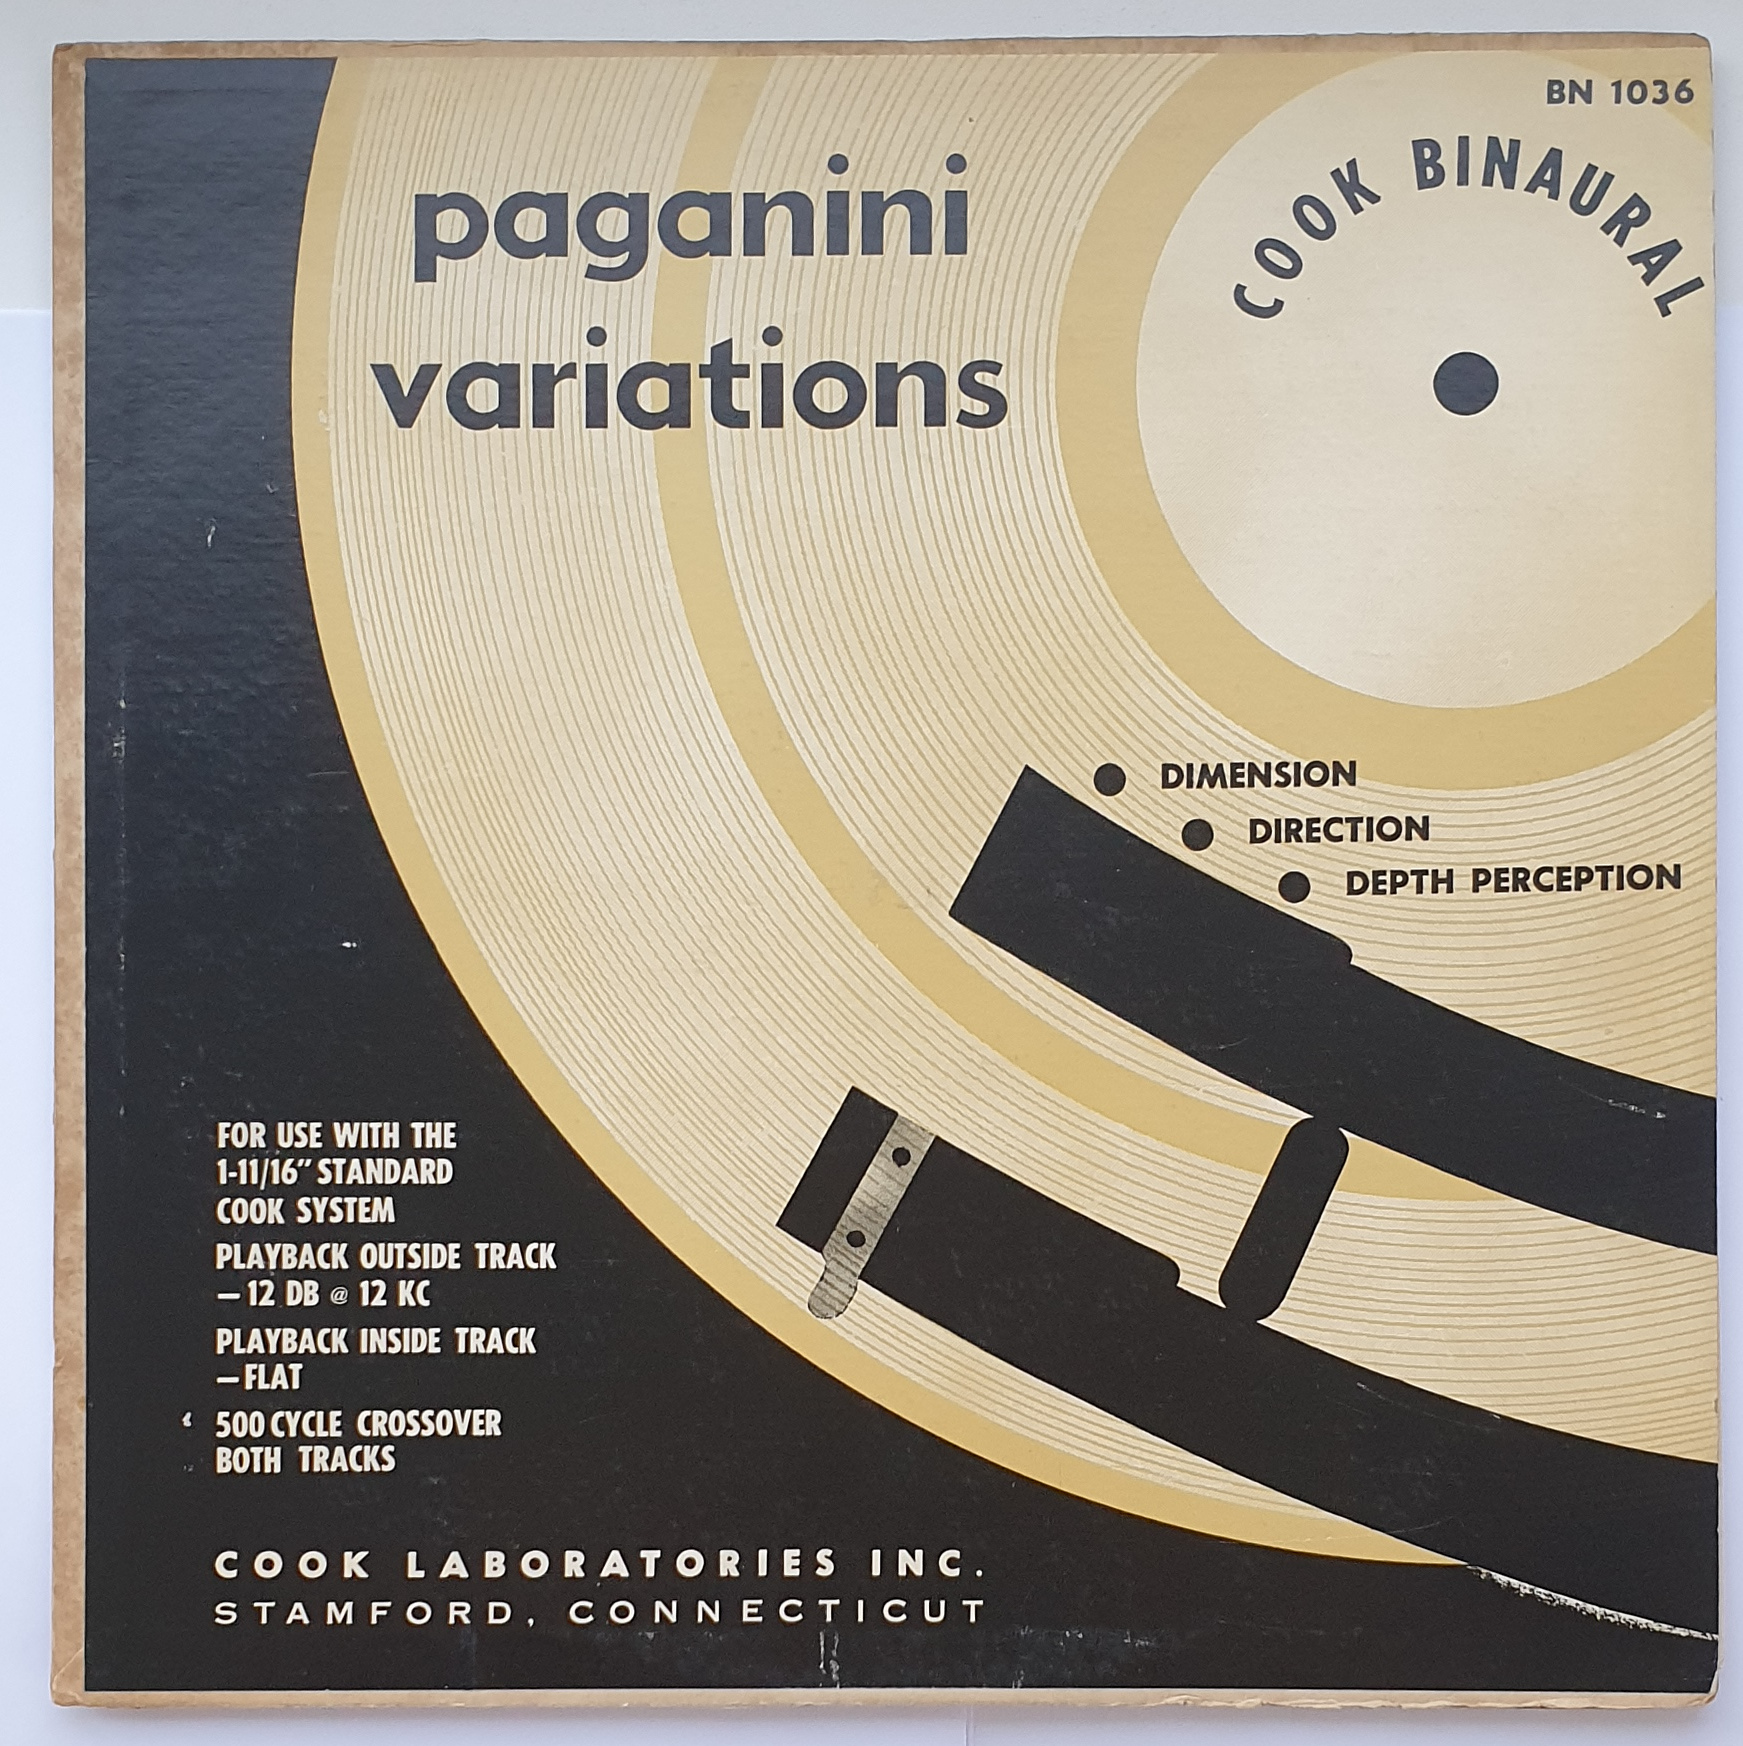 BN 1036
COOK BINAURAL
paganini
variations
● DIMENSION
● DIRECTION
● DEPTH PERCEPTION
FOR USE WITH THE
1-11/16" STANDARD
COOK SYSTEM
PLAYBACK OUTSIDE TRACK
—12 DB @ 12 KC
PLAYBACK INSIDE TRACK
—FLAT
500 CYCLE CROSSOVER
BOTH TRACKS
COOK LABORATORIES INC.
STAMFORD, CONNECTICUT